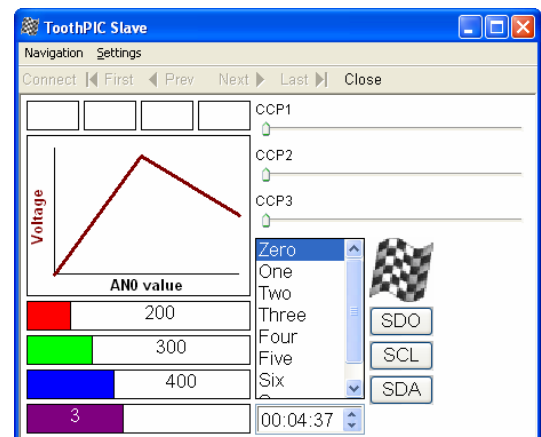 ToothPIC Slave
Navigation Settings
Connect First Prev Next Last Close
CCP1
CCP2
CCP3
Voltage
AN0 value
Zero
One
Two
Three
Four
Five
Six
200
300
400
3
SDO
SCL
SDA
00:04:37